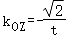 k_OZ = -√2/t